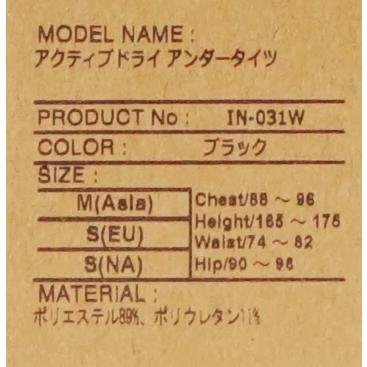 MODEL NAME :
アクティブドライ アンダータイツ
PRODUCT No : IN-031W
COLOR : ブラック
SIZE :
M(Asia)
S(EU)
S(NA)
Chest/88 ～ 96
Height/165 ～ 175
Waist/74 ～ 82
Hip/90 ～ 98
MATERIAL :
ポリエステル89%、ポリウレタン11%